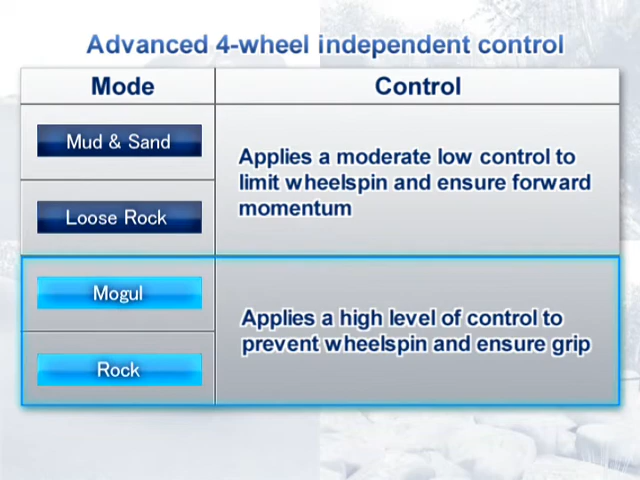 Advanced 4-wheel independent control
Mode
Control
Mud & Sand
Applies a moderate low control to
limit wheelspin and ensure forward
momentum
Loose Rock
Mogul
Applies a high level of control to
prevent wheelspin and ensure grip
Rock